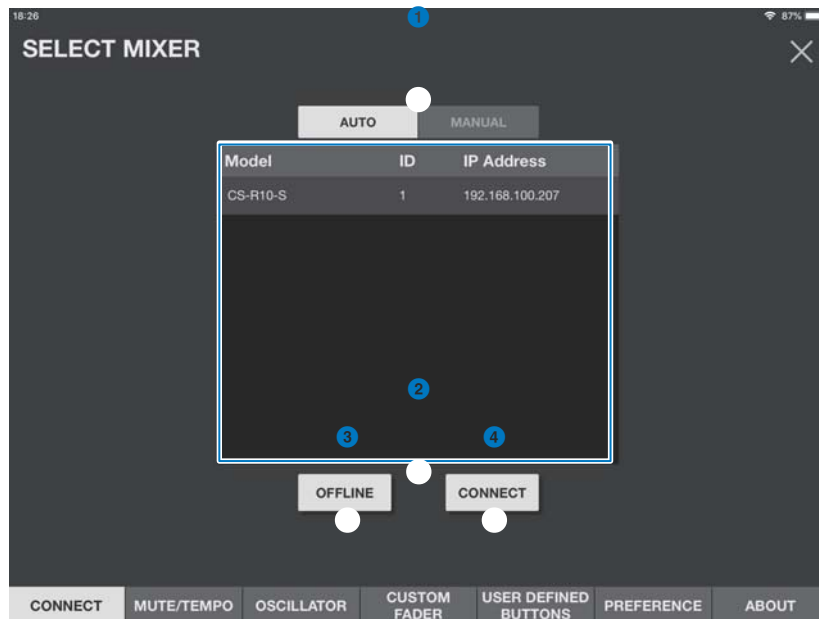 18:26 1 87%
SELECT MIXER
AUTO MANUAL
Model ID IP Address
CS-R10-S 1 192.168.100.207
2
3 4
OFFLINE CONNECT
CONNECT MUTE/TEMPO OSCILLATOR CUSTOM FADER USER DEFINED BUTTONS PREFERENCE ABOUT